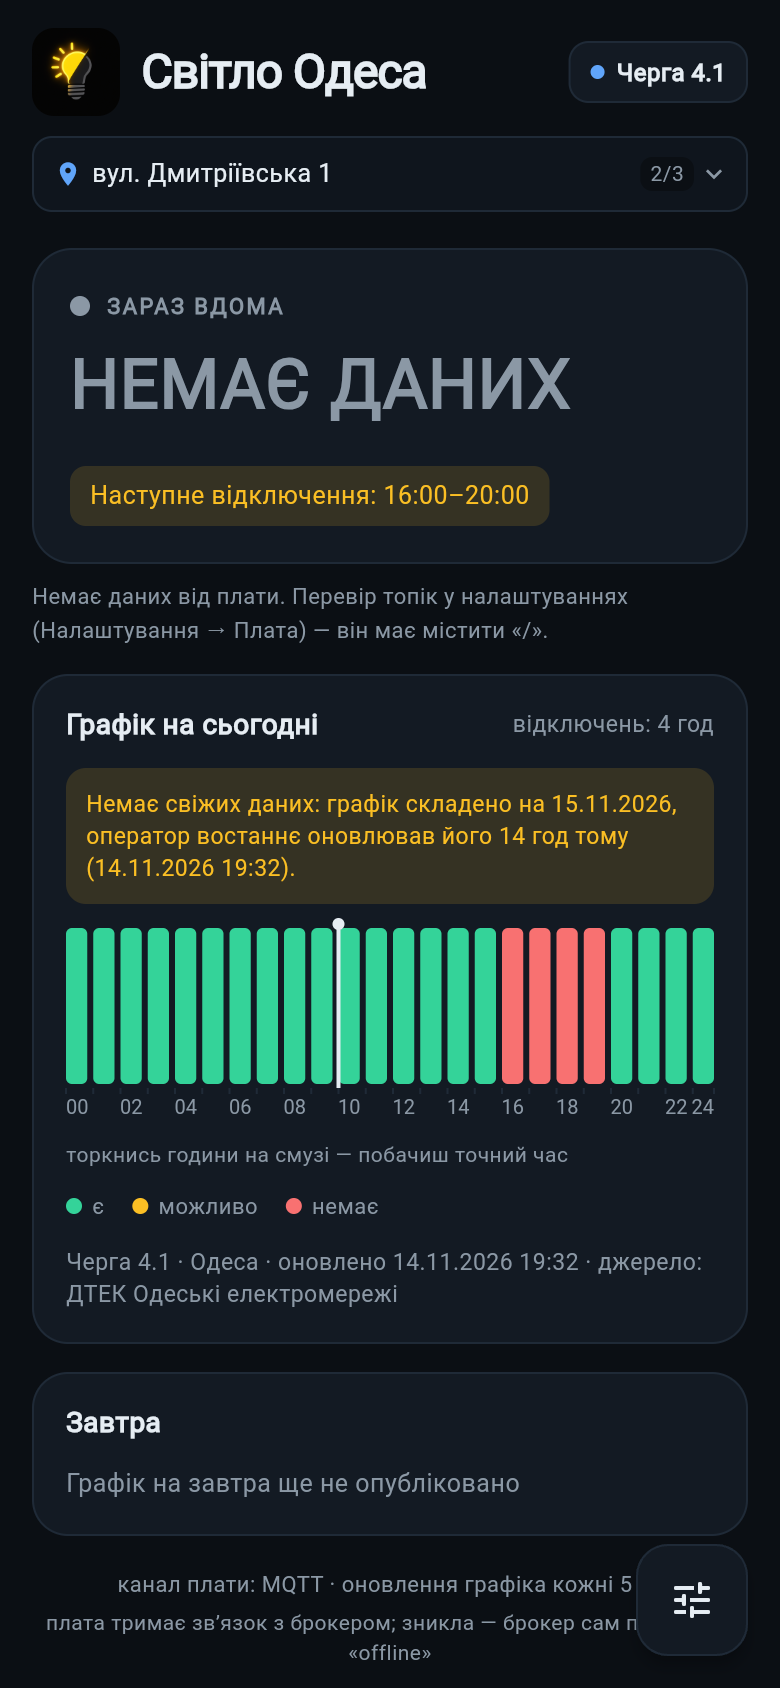 Світло Одеса
Черга 4.1
вул. Дмитріївська 1
2/3
ЗАРАЗ ВДОМА
НЕМАЄ ДАНИХ
Наступне відключення: 16:00–20:00
Немає даних від плати. Перевір топік у налаштуваннях
(Налаштування → Плата) — він має містити «/».
Графік на сьогодні
відключень: 4 год
Немає свіжих даних: графік складено на 15.11.2026,
оператор востаннє оновлював його 14 год тому
(14.11.2026 19:32).
00 02 04 06 08 10 12 14 16 18 20 22 24
торкнись години на смузі — побачиш точний час
є можливо немає
Черга 4.1 · Одеса · оновлено 14.11.2026 19:32 · джерело:
ДТЕК Одеські електромережі
Завтра
Графік на завтра ще не опубліковано
канал плати: MQTT · оновлення графіка кожні 5
плата тримає зв’язок з брокером; зникла — брокер сам
«offline»